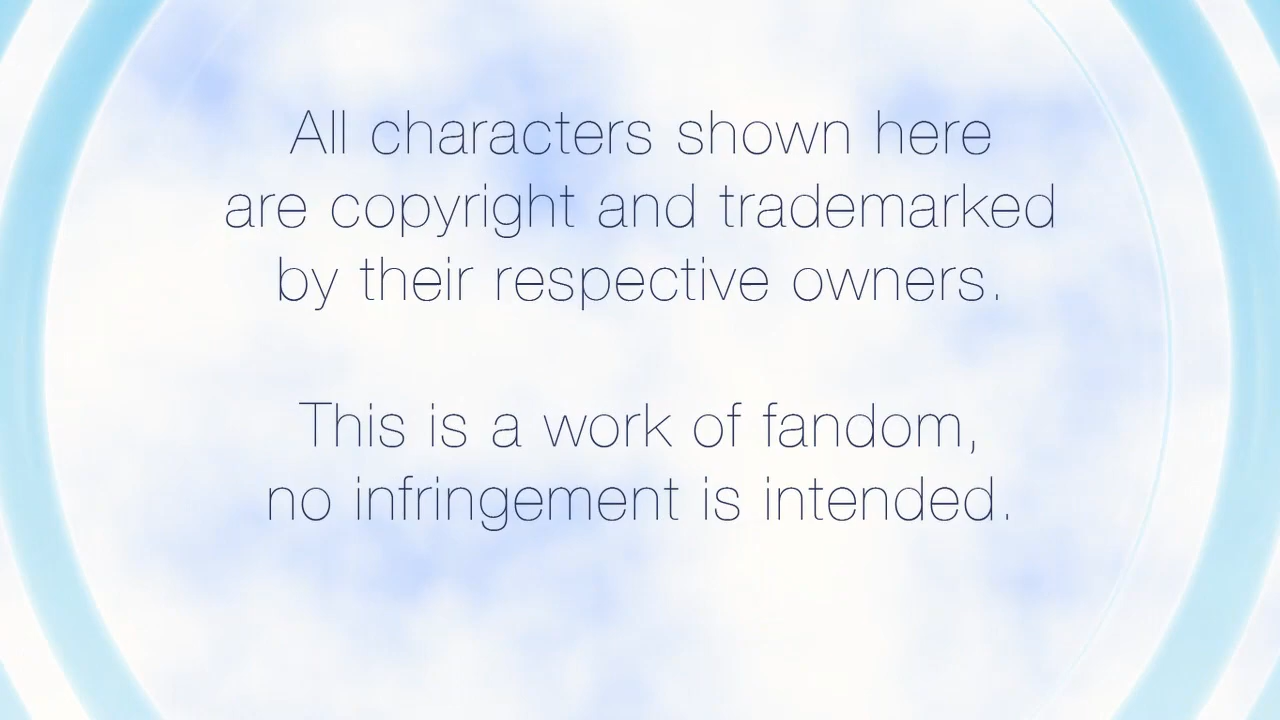 All characters shown here
are copyright and trademarked
by their respective owners.
This is a work of fandom,
no infringement is intended.